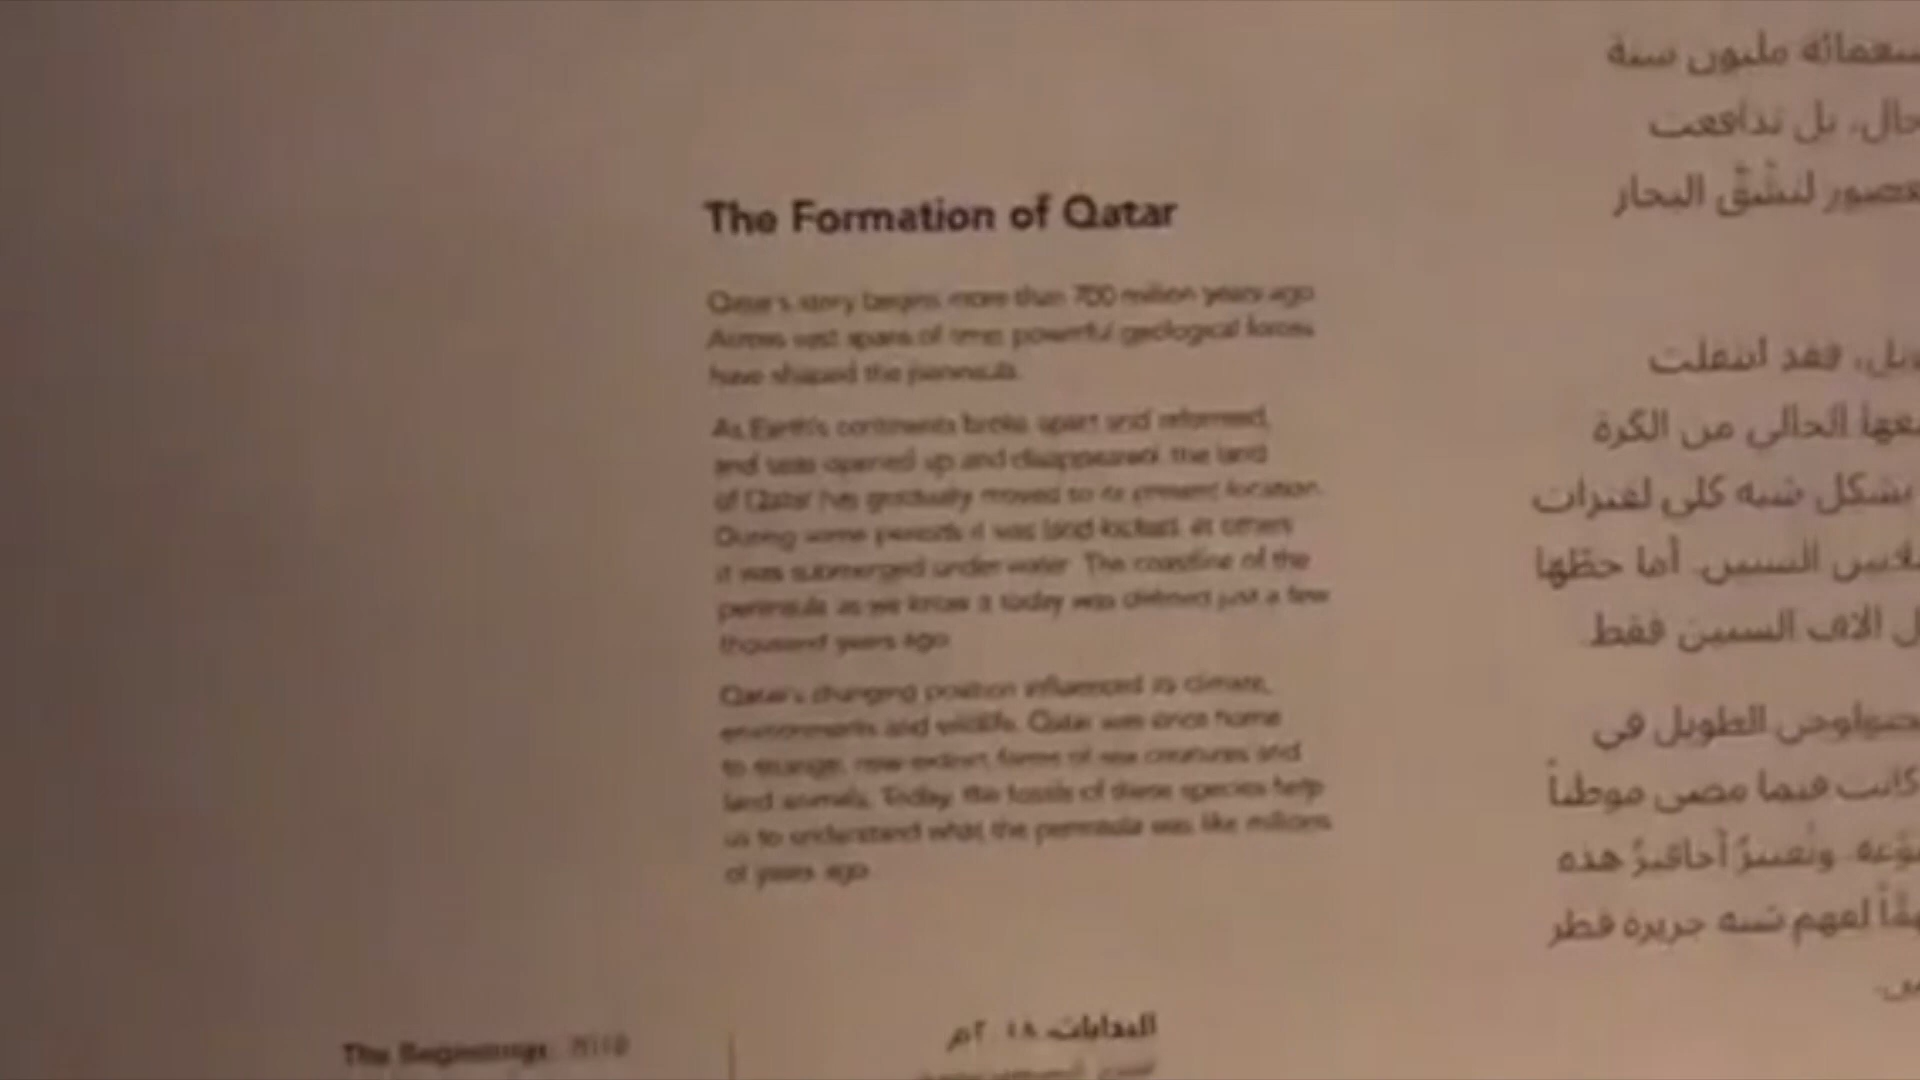 The Formation of Qatar
Qatar's story begins more than 700 million years ago.
Across vast spans of time, powerful geological forces
have shaped the peninsula.
As Earth's continents broke apart and reformed,
and seas opened up and disappeared, the land
of Qatar has gradually moved to its present location.
During some periods it was land-locked, at others
it was submerged under water. The coastline of the
peninsula as we know it today was defined just a few
thousand years ago.
Qatar's changing position influenced its climate,
environments and wildlife. Qatar was once home
to strange, now-extinct forms of sea creatures and
land animals. Today, the fossils of these species help
us to understand what the peninsula was like millions
of years ago.
مليون سنة
بل تدافعت
لتشق البحار
فقد انتقلت
الحالي من الكرة
بشكل شبه كلي لفترات
السنين. أما خطها
آلاف السنين فقط.
الطويل في
كانت فيما مضى موطناً
أحافير هذه
لفهم شبه جزيرة قطر
The Beginnings, 2018
البدايات، ٢٠١٨م